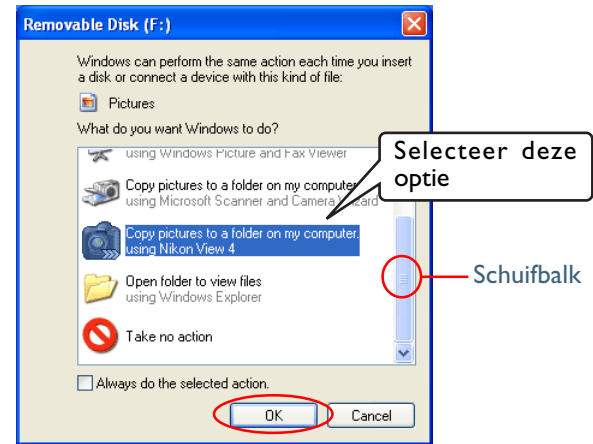 Removable Disk (F:)
Windows can perform the same action each time you insert
a disk or connect a device with this kind of file:
Pictures
What do you want Windows to do?
using Windows Picture and Fax Viewer
Selecteer deze
optie
Copy pictures to a folder on my computer
using Microsoft Scanner and Camera Wizard
Copy pictures to a folder on my computer.
using Nikon View 4
Schuifbalk
Open folder to view files
using Windows Explorer
Take no action
Always do the selected action.
OK
Cancel